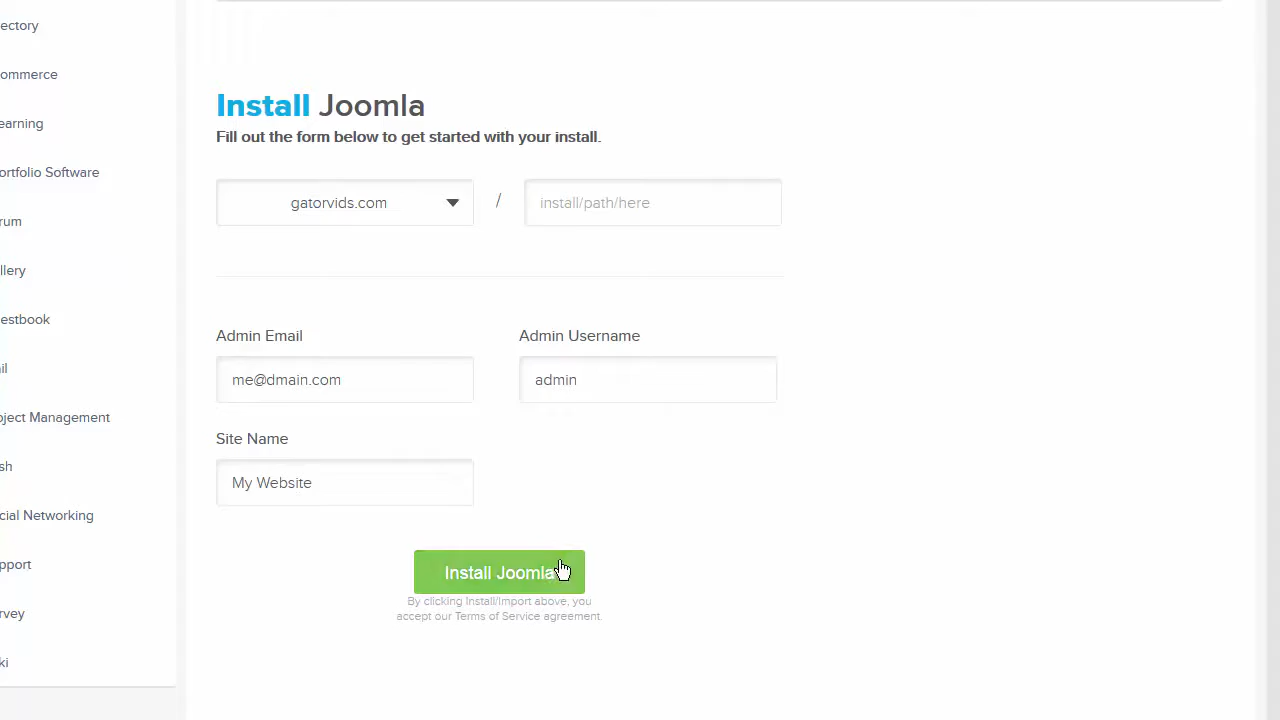 ectory
ommerce
earning
ortfolio Software
rum
llery
estbook
il
oject Management
sh
cial Networking
pport
rvey
ki
Install Joomla
Fill out the form below to get started with your install.
gatorvids.com / install/path/here
Admin Email Admin Username
me@dmain.com admin
Site Name
My Website
Install Joomla
By clicking Install/Import above, you
accept our Terms of Service agreement.